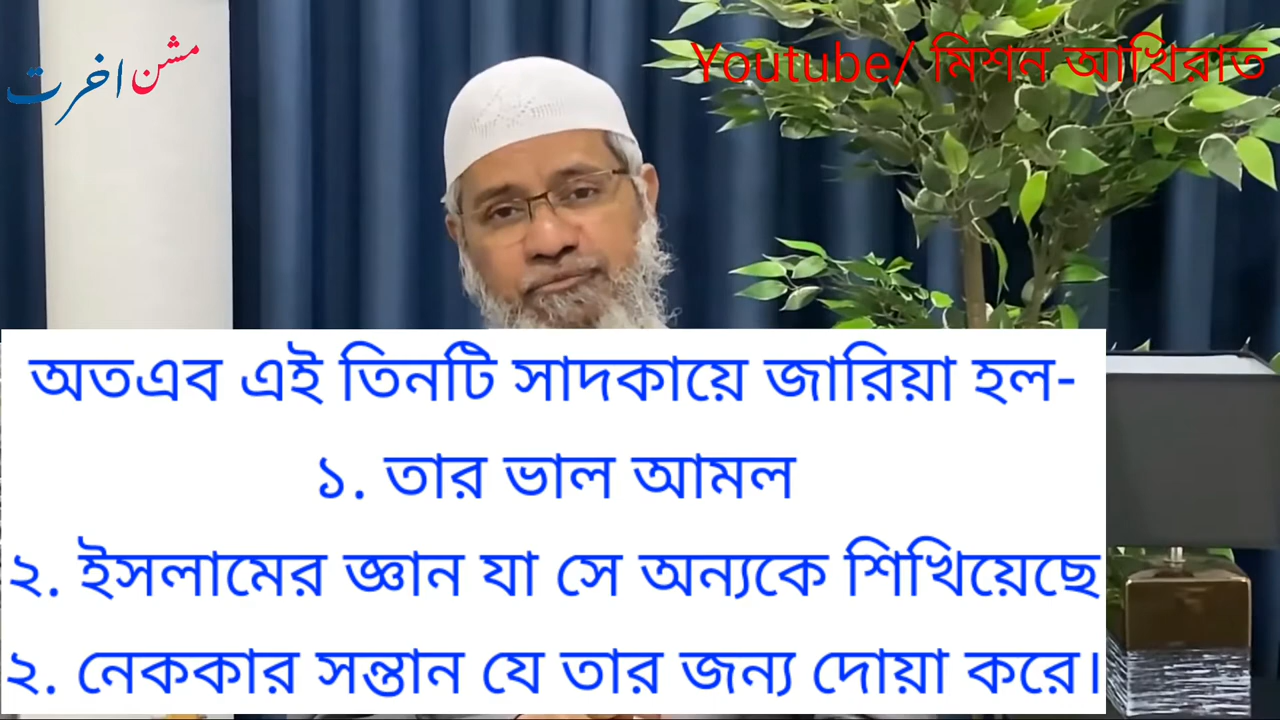 مشن اخرت
Youtube/ মিশন আখিরাত
অতএব এই তিনটি সাদকায়ে জারিয়া হল-
১. তার ভাল আমল
২. ইসলামের জ্ঞান যা সে অন্যকে শিখিয়েছে
২. নেককার সন্তান যে তার জন্য দোয়া করে।